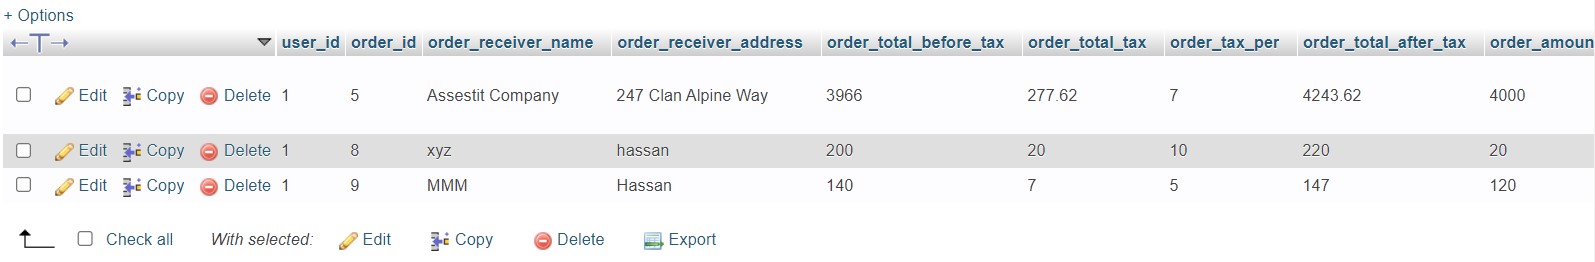 + Options
←T→ user_id order_id order_receiver_name order_receiver_address order_total_before_tax order_total_tax order_tax_per order_total_after_tax order_amoun
Edit Copy Delete 1 5 Assestit Company 247 Clan Alpine Way 3966 277.62 7 4243.62 4000
Edit Copy Delete 1 8 xyz hassan 200 20 10 220 20
Edit Copy Delete 1 9 MMM Hassan 140 7 5 147 120
Check all With selected: Edit Copy Delete Export